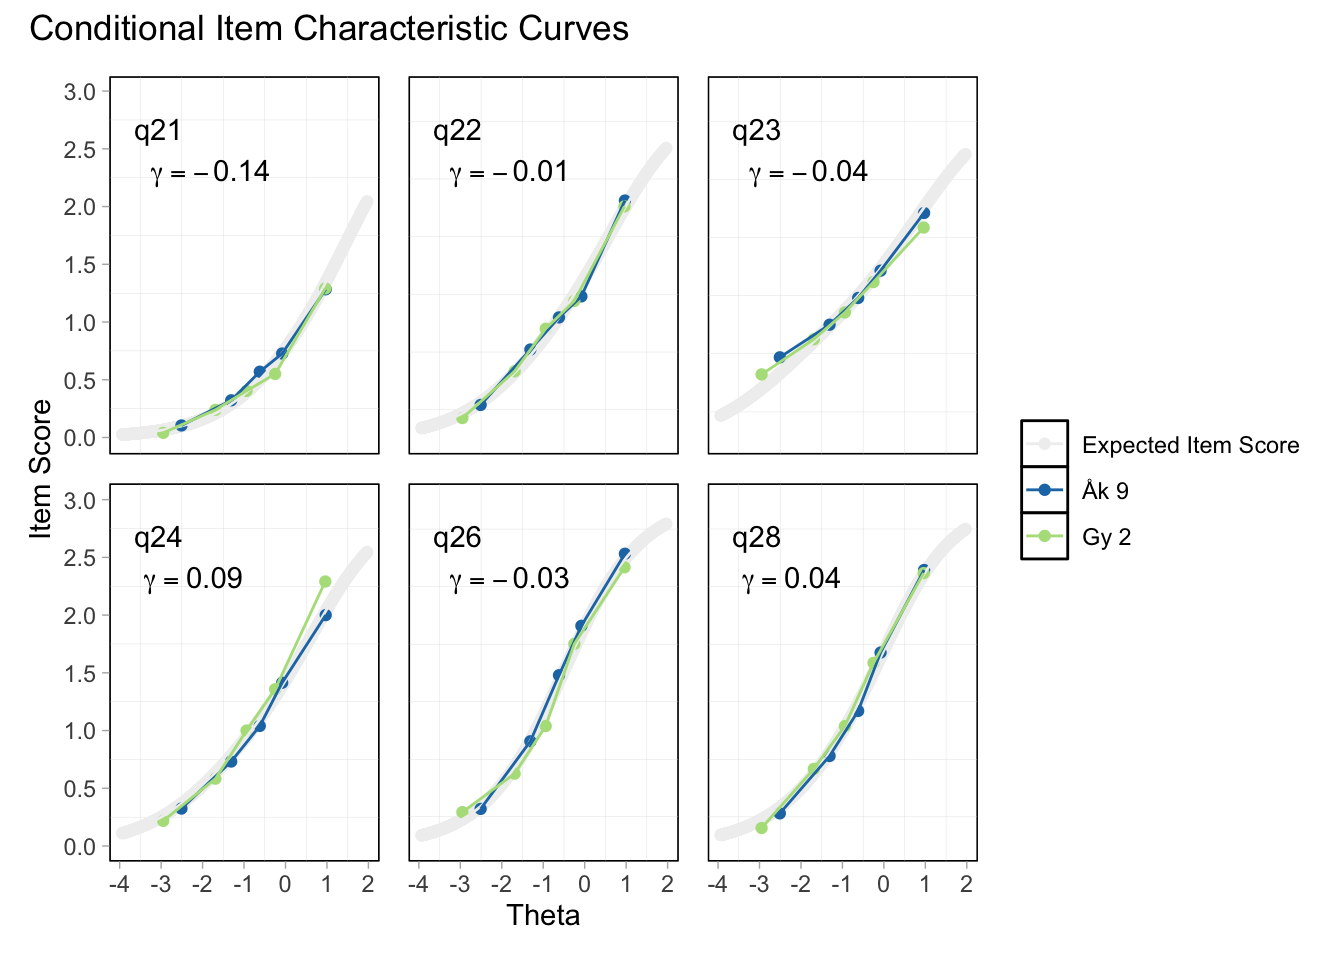 Conditional Item Characteristic Curves
Item Score
3.0
2.5
2.0
1.5
1.0
0.5
0.0
q21
γ = −0.14
q22
γ = −0.01
q23
γ = −0.04
3.0
2.5
2.0
1.5
1.0
0.5
0.0
q24
γ = 0.09
q26
γ = −0.03
q28
γ = 0.04
-4 -3 -2 -1 0 1 2
-4 -3 -2 -1 0 1 2
-4 -3 -2 -1 0 1 2
Theta
Expected Item Score
Åk 9
Gy 2